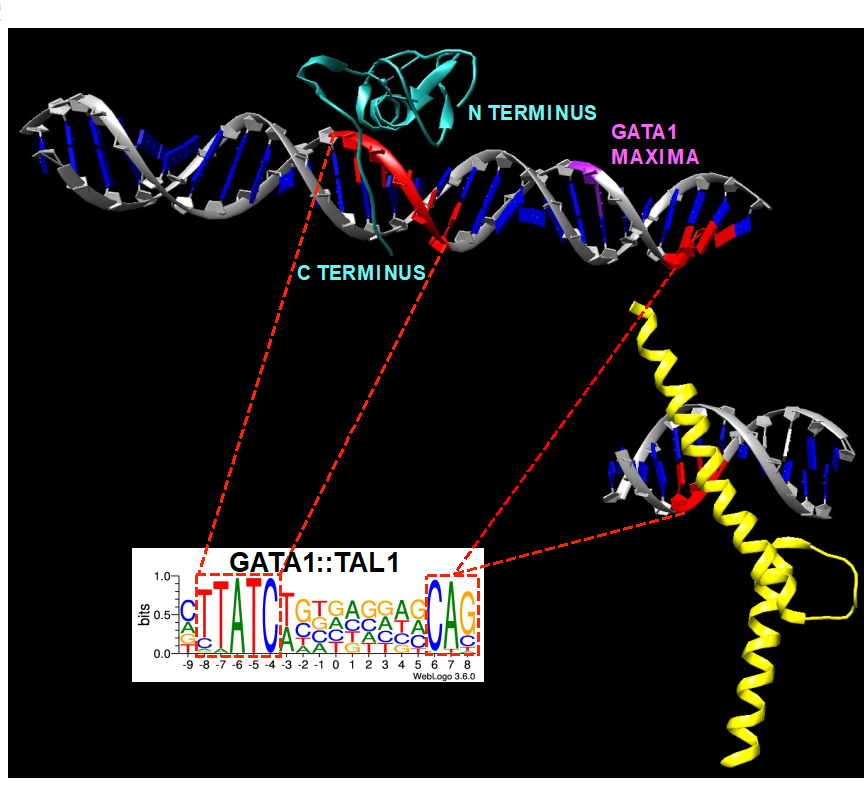 N TERMINUS
GATA1
MAXIMA
C TERMINUS
GATA1::TAL1
bits
1.0
0.5
0.0
-9 -8 -7 -6 -5 -4 -3 -2 -1 0 1 2 3 4 5 6 7 8
WebLogo 3.6.0